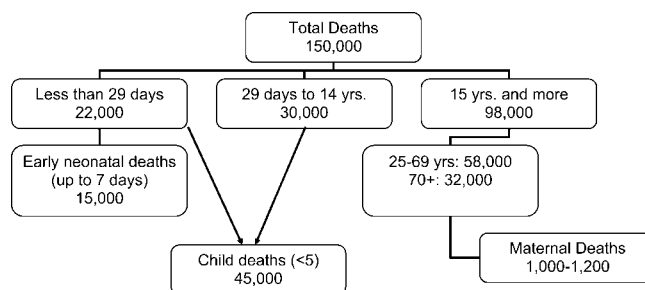 Total Deaths
150,000
Less than 29 days
22,000
29 days to 14 yrs.
30,000
15 yrs. and more
98,000
Early neonatal deaths
(up to 7 days)
15,000
25-69 yrs: 58,000
70+: 32,000
Child deaths (<5)
45,000
Maternal Deaths
1,000-1,200